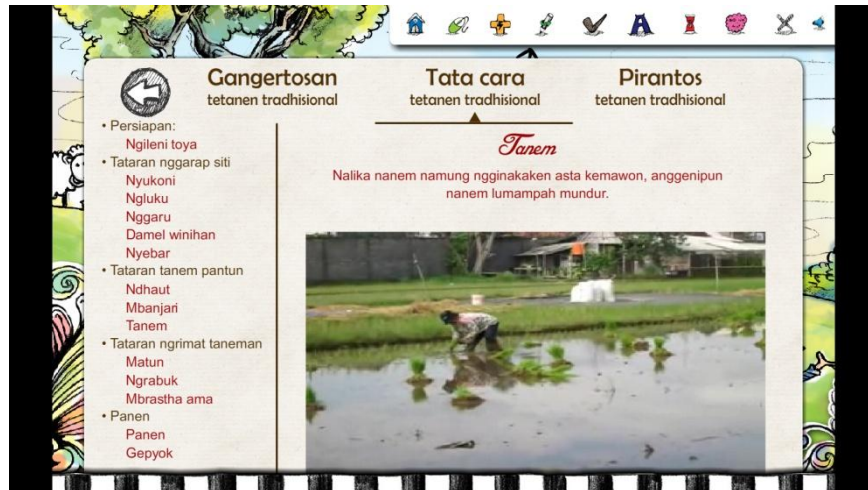 Gangertosan
tetanen tradhisional
Tata cara
tetanen tradhisional
Pirantos
tetanen tradhisional
• Persiapan:
Ngileni toya
• Tataran nggarap siti
Nyukoni
Ngluku
Nggaru
Damel winihan
Nyebar
• Tataran tanem pantun
Ndhaut
Mbanjari
Tanem
• Tataran ngrimat taneman
Matun
Ngrabuk
Mbrastha ama
• Panen
Panen
Gepyok
Tanem
Nalika nanem namung ngginakaken asta kemawon, anggenipun
nanem lumampah mundur.